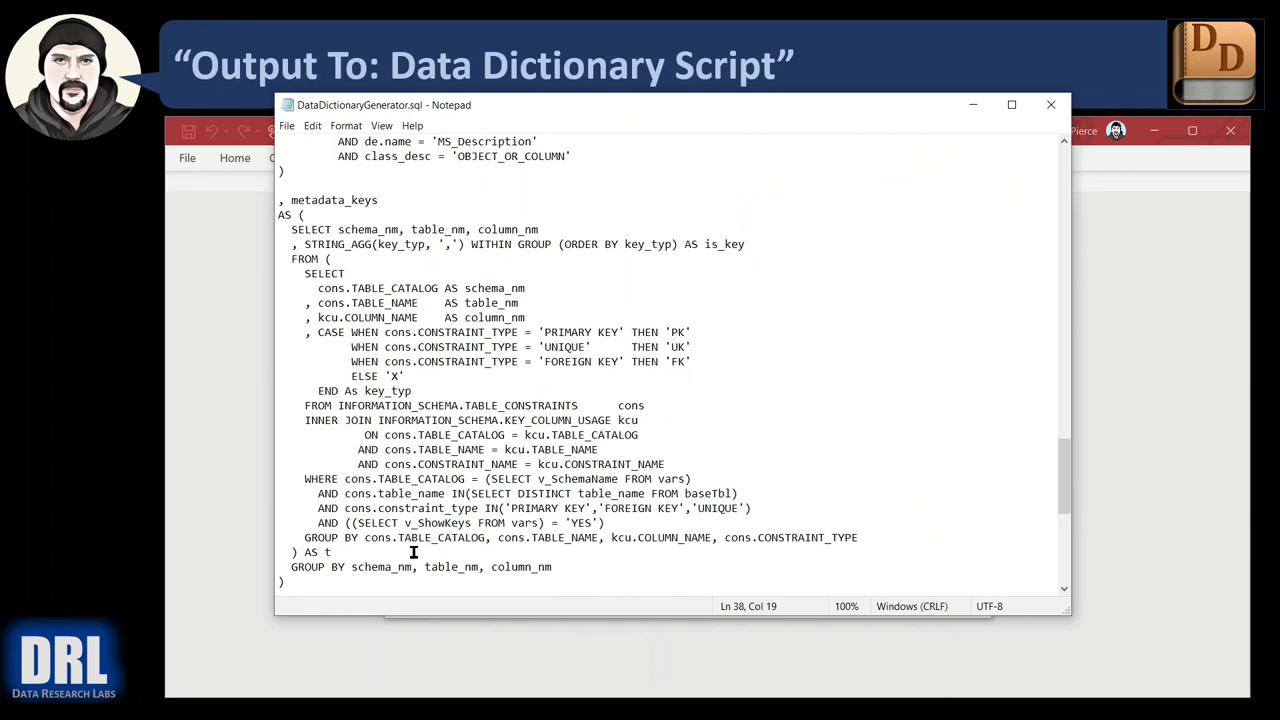 “Output To: Data Dictionary Script”
DD
DataDictionaryGenerator.sql - Notepad
File Edit Format View Help
Pierce
File Home
AND de.name = 'MS_Description'
AND class_desc = 'OBJECT_OR_COLUMN'
)
, metadata_keys
AS (
SELECT schema_nm, table_nm, column_nm
, STRING_AGG(key_typ, ',') WITHIN GROUP (ORDER BY key_typ) AS is_key
FROM (
SELECT
cons.TABLE_CATALOG AS schema_nm
, cons.TABLE_NAME AS table_nm
, kcu.COLUMN_NAME AS column_nm
, CASE WHEN cons.CONSTRAINT_TYPE = 'PRIMARY KEY' THEN 'PK'
WHEN cons.CONSTRAINT_TYPE = 'UNIQUE' THEN 'UK'
WHEN cons.CONSTRAINT_TYPE = 'FOREIGN KEY' THEN 'FK'
ELSE 'X'
END As key_typ
FROM INFORMATION_SCHEMA.TABLE_CONSTRAINTS cons
INNER JOIN INFORMATION_SCHEMA.KEY_COLUMN_USAGE kcu
ON cons.TABLE_CATALOG = kcu.TABLE_CATALOG
AND cons.TABLE_NAME = kcu.TABLE_NAME
AND cons.CONSTRAINT_NAME = kcu.CONSTRAINT_NAME
WHERE cons.TABLE_CATALOG = (SELECT v_SchemaName FROM vars)
AND cons.table_name IN(SELECT DISTINCT table_name FROM baseTbl)
AND cons.constraint_type IN('PRIMARY KEY','FOREIGN KEY','UNIQUE')
AND ((SELECT v_ShowKeys FROM vars) = 'YES')
GROUP BY cons.TABLE_CATALOG, cons.TABLE_NAME, kcu.COLUMN_NAME, cons.CONSTRAINT_TYPE
) AS t
GROUP BY schema_nm, table_nm, column_nm
)
Ln 38, Col 19 100% Windows (CRLF) UTF-8
DRL
DATA RESEARCH LABS